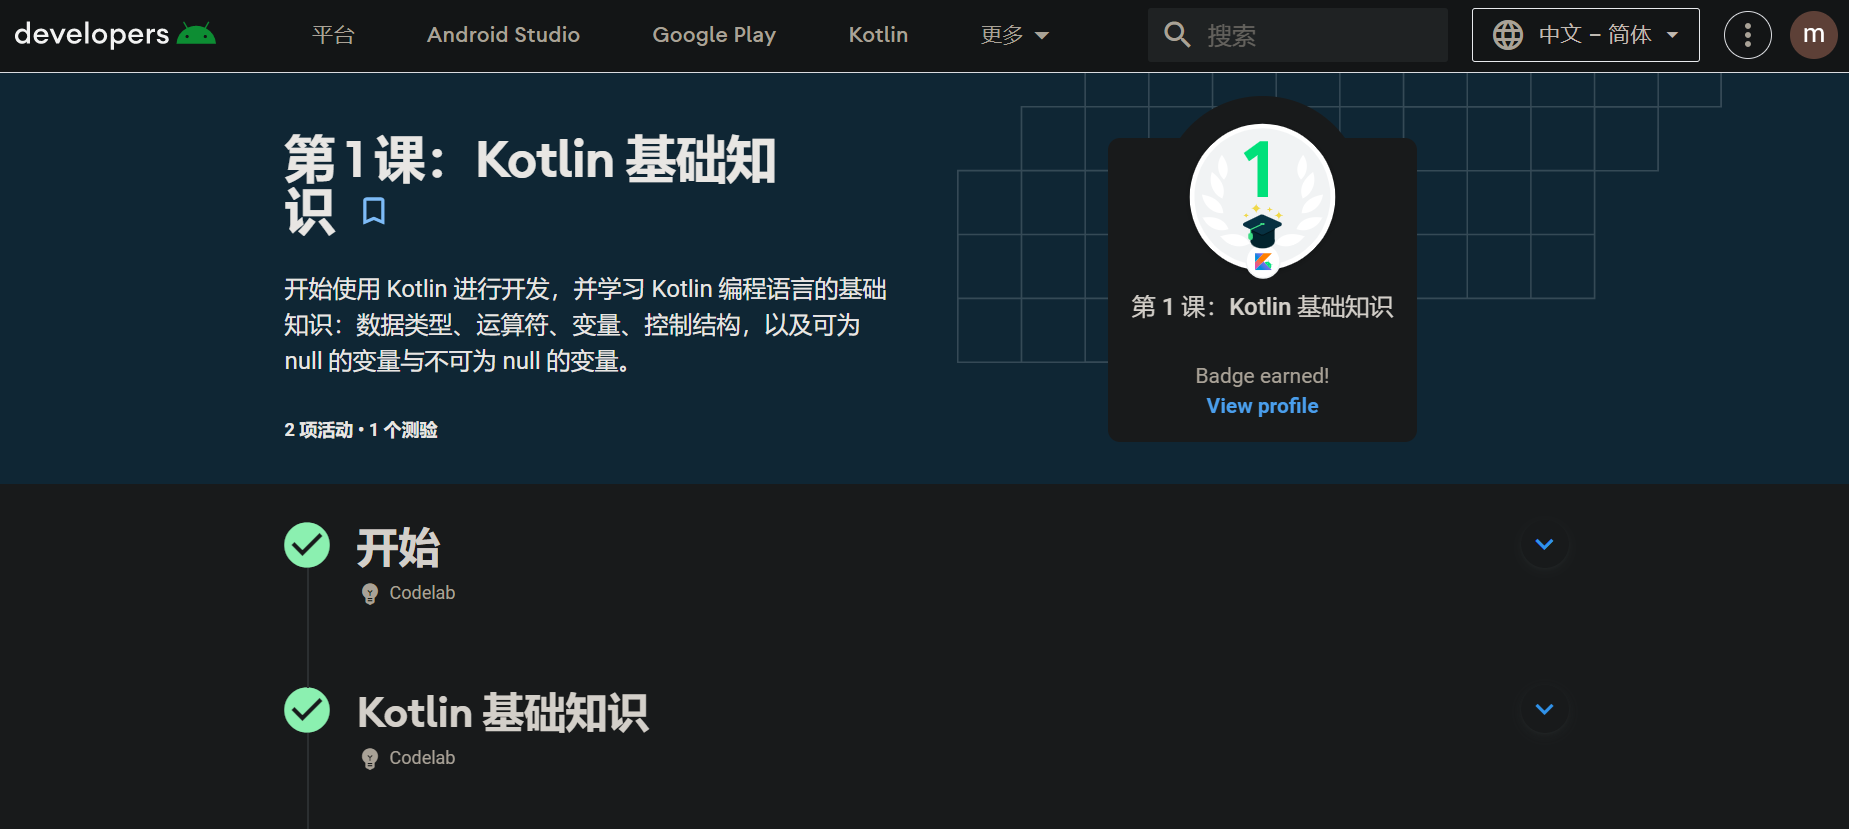 developers
平台
Android Studio
Google Play
Kotlin
更多
搜索
中文 – 简体
m
第 1 课：Kotlin 基础知
识
开始使用 Kotlin 进行开发，并学习 Kotlin 编程语言的基础
知识：数据类型、运算符、变量、控制结构，以及可为
null 的变量与不可为 null 的变量。
2 项活动 • 1 个测验
1
第 1 课：Kotlin 基础知识
Badge earned!
View profile
开始
Codelab
Kotlin 基础知识
Codelab